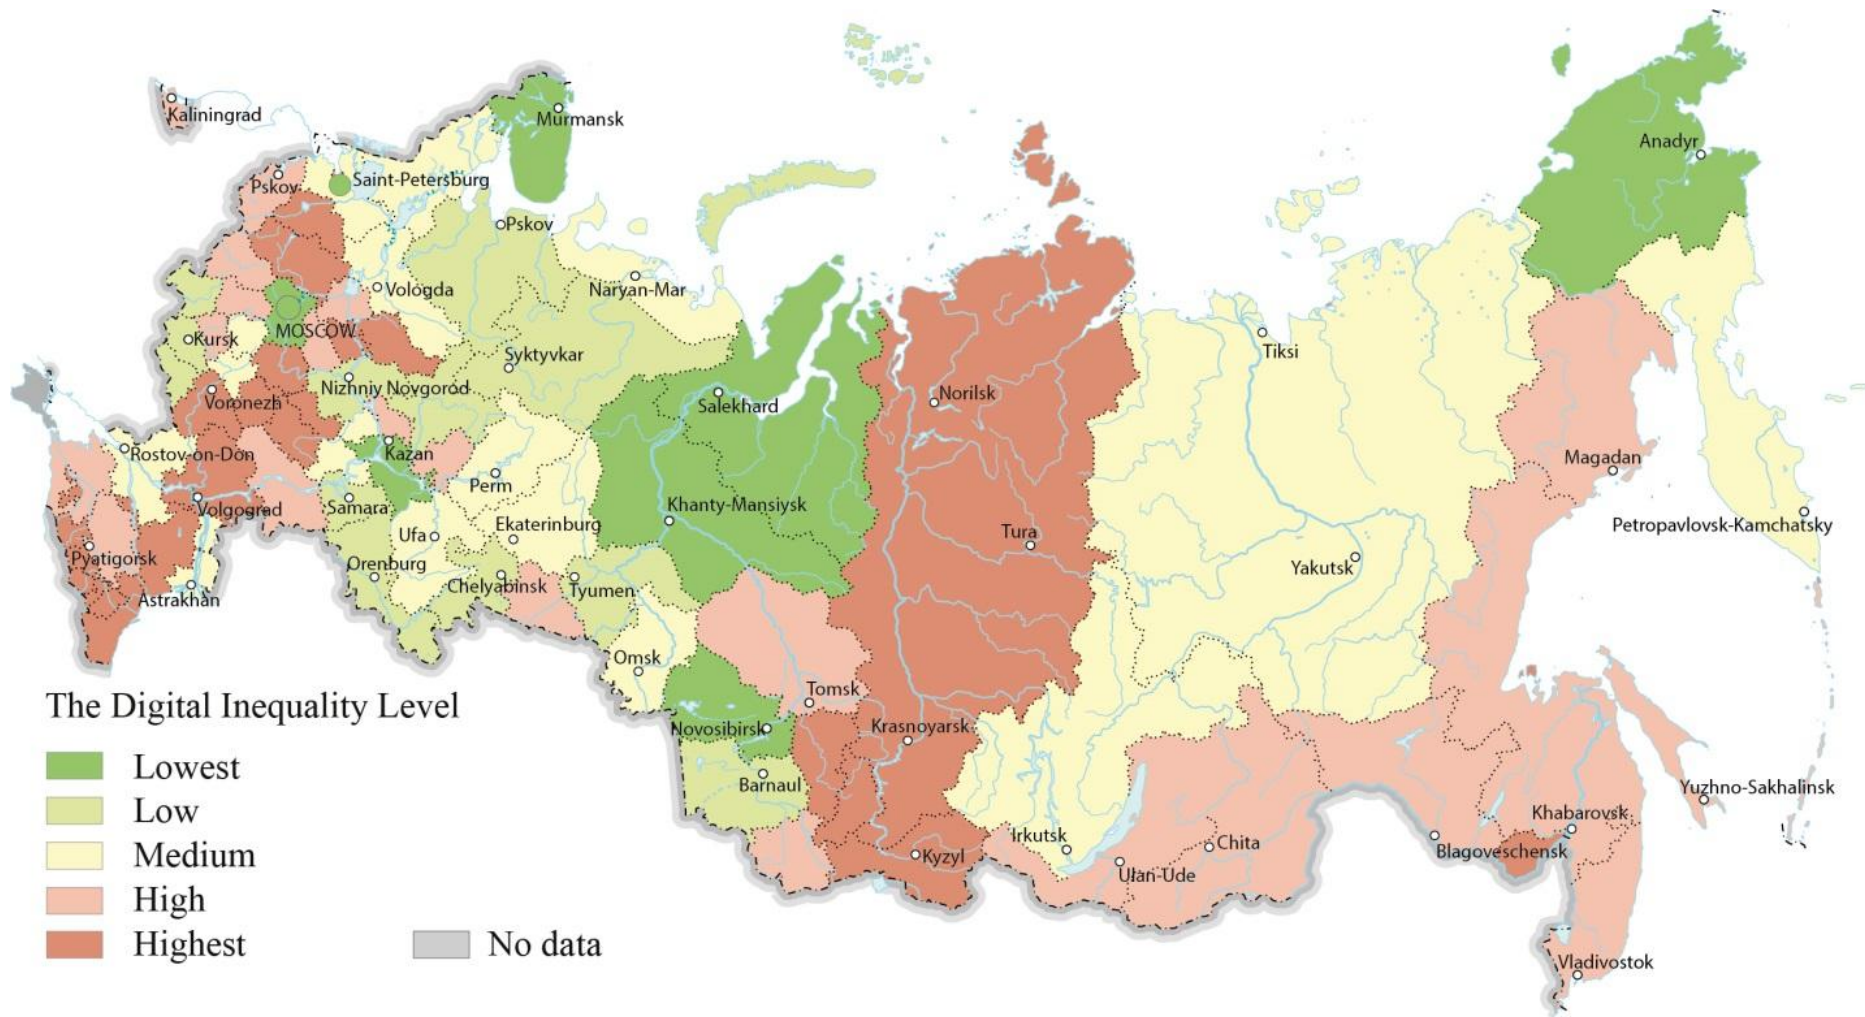 Kaliningrad
Murmansk
Anadyr
Pskov
Saint-Petersburg
Pskov
Vologda
Naryan-Mar
MOSCOW
Kursk
Tiksi
Syktyvkar
Nizhniy Novgorod
Voronezh
Salekhard
Norilsk
Rostov-on-Don
Kazan
Magadan
Perm
Samara
Volgograd
Khanty-Mansiysk
Ekaterinburg
Ufa
Tura
Petropavlovsk-Kamchatsky
Pyatigorsk
Orenburg
Chelyabinsk
Tyumen
Yakutsk
Astrakhan
Omsk
Tomsk
Novosibirsk
Krasnoyarsk
Barnaul
Yuzhno-Sakhalinsk
Khabarovsk
Irkutsk
Chita
Blagoveschensk
Kyzyl
Ulan-Ude
Vladivostok
The Digital Inequality Level
Lowest
Low
Medium
High
Highest
No data